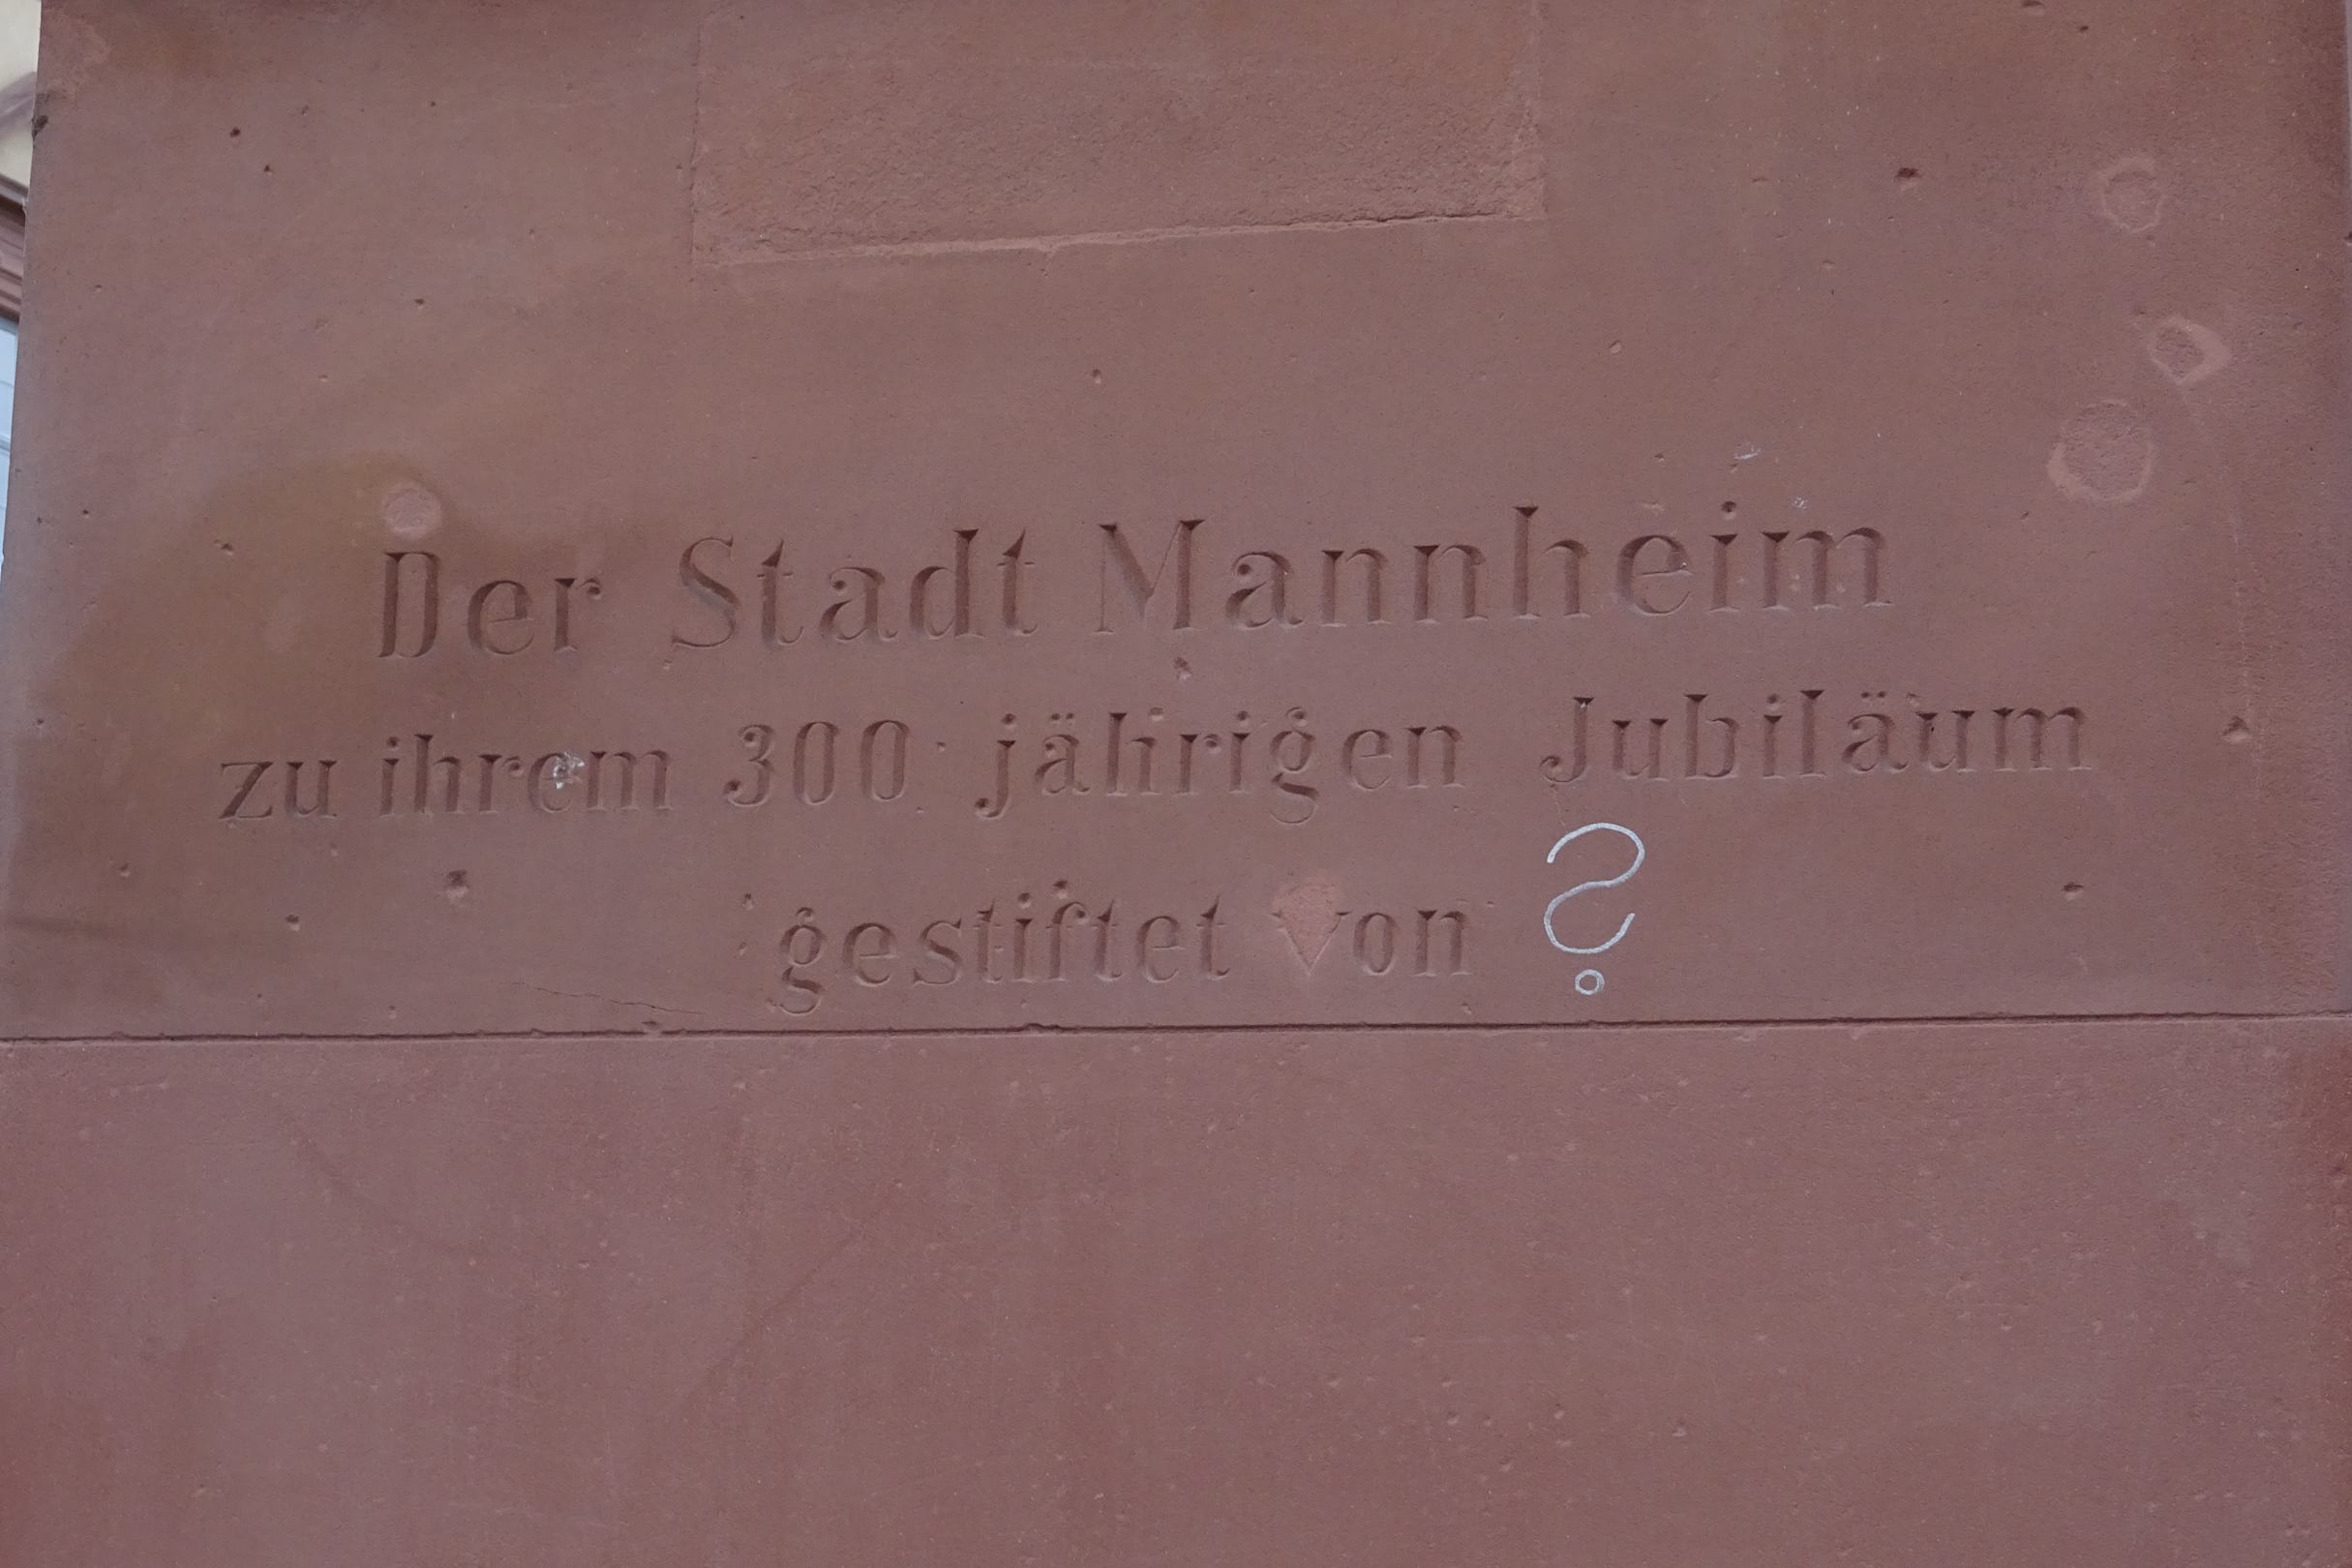 Der Stadt Mannheim
zu ihrem 300 jährigen Jubiläum
gestiftet von ?